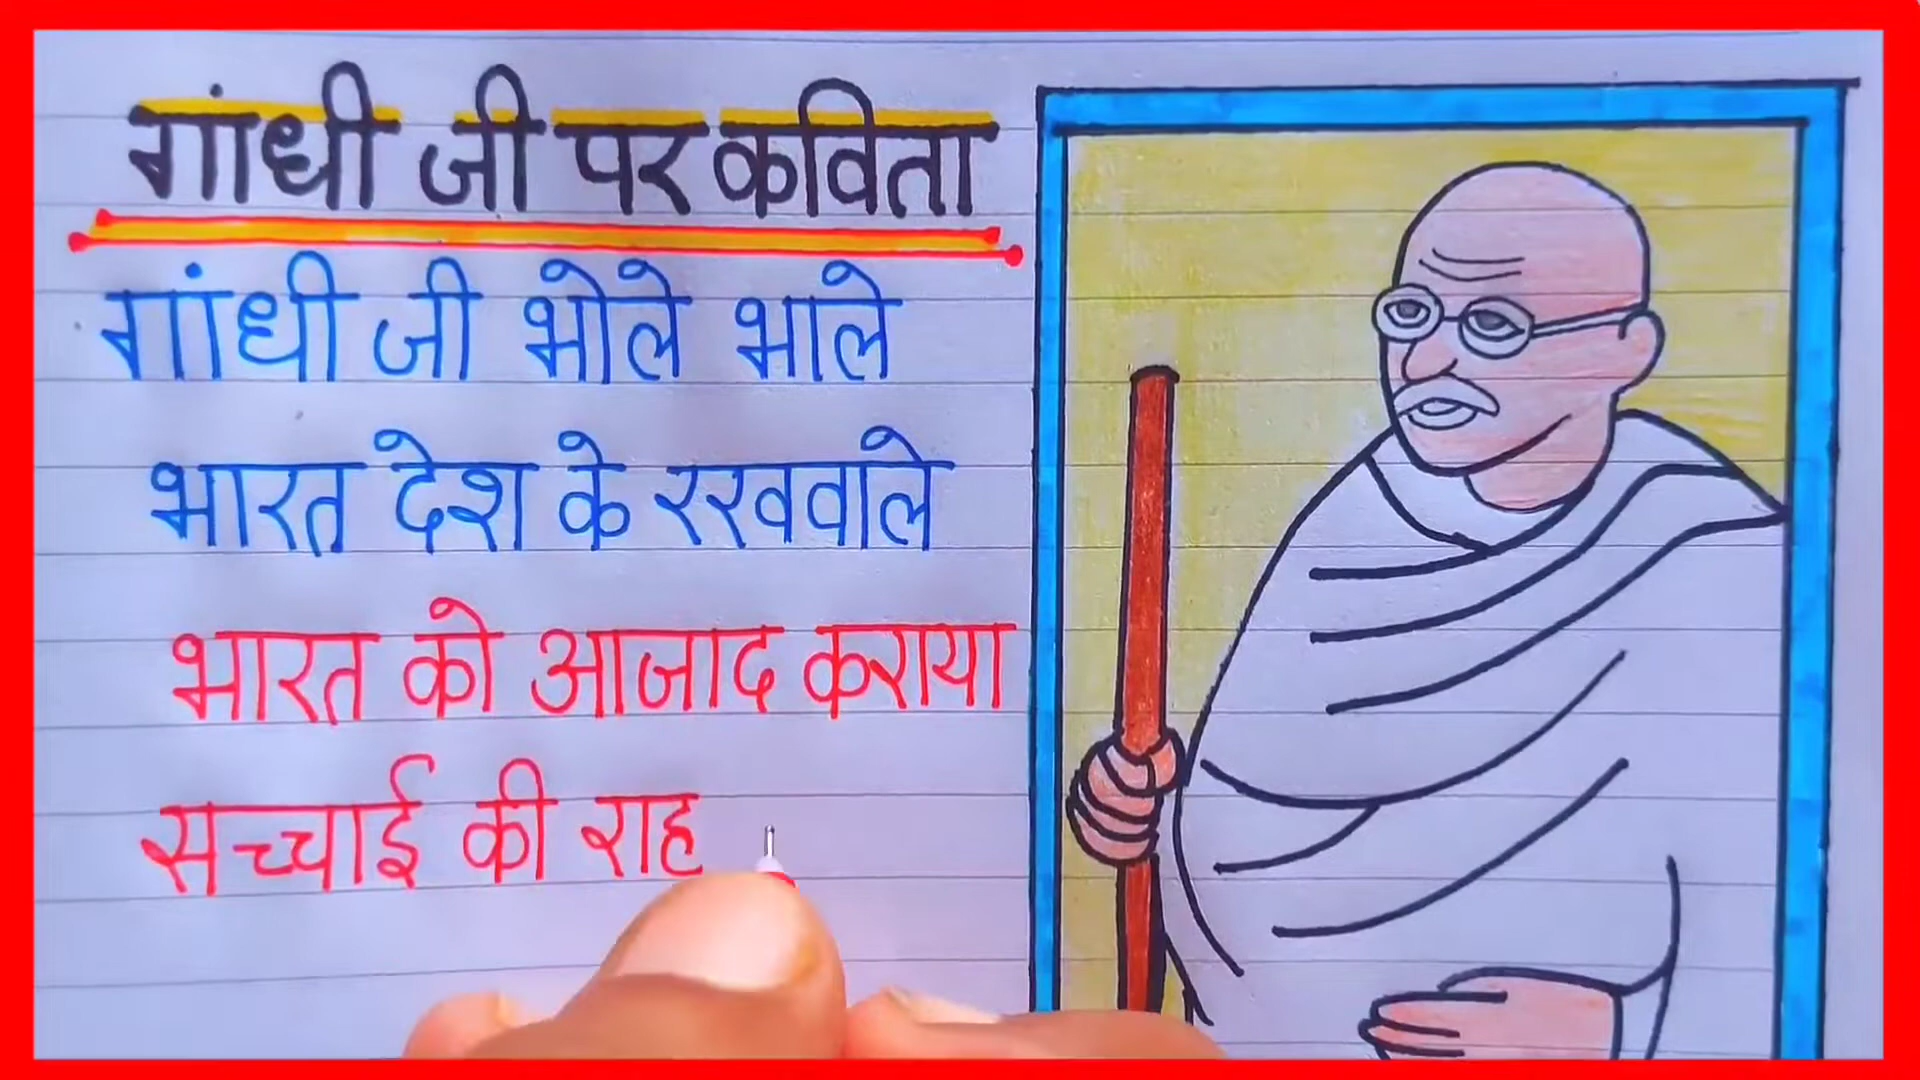 गांधी जी पर कविता
गांधी जी भोले भाले
भारत देश के रखवाले
भारत को आजाद कराया
सच्चाई की राह